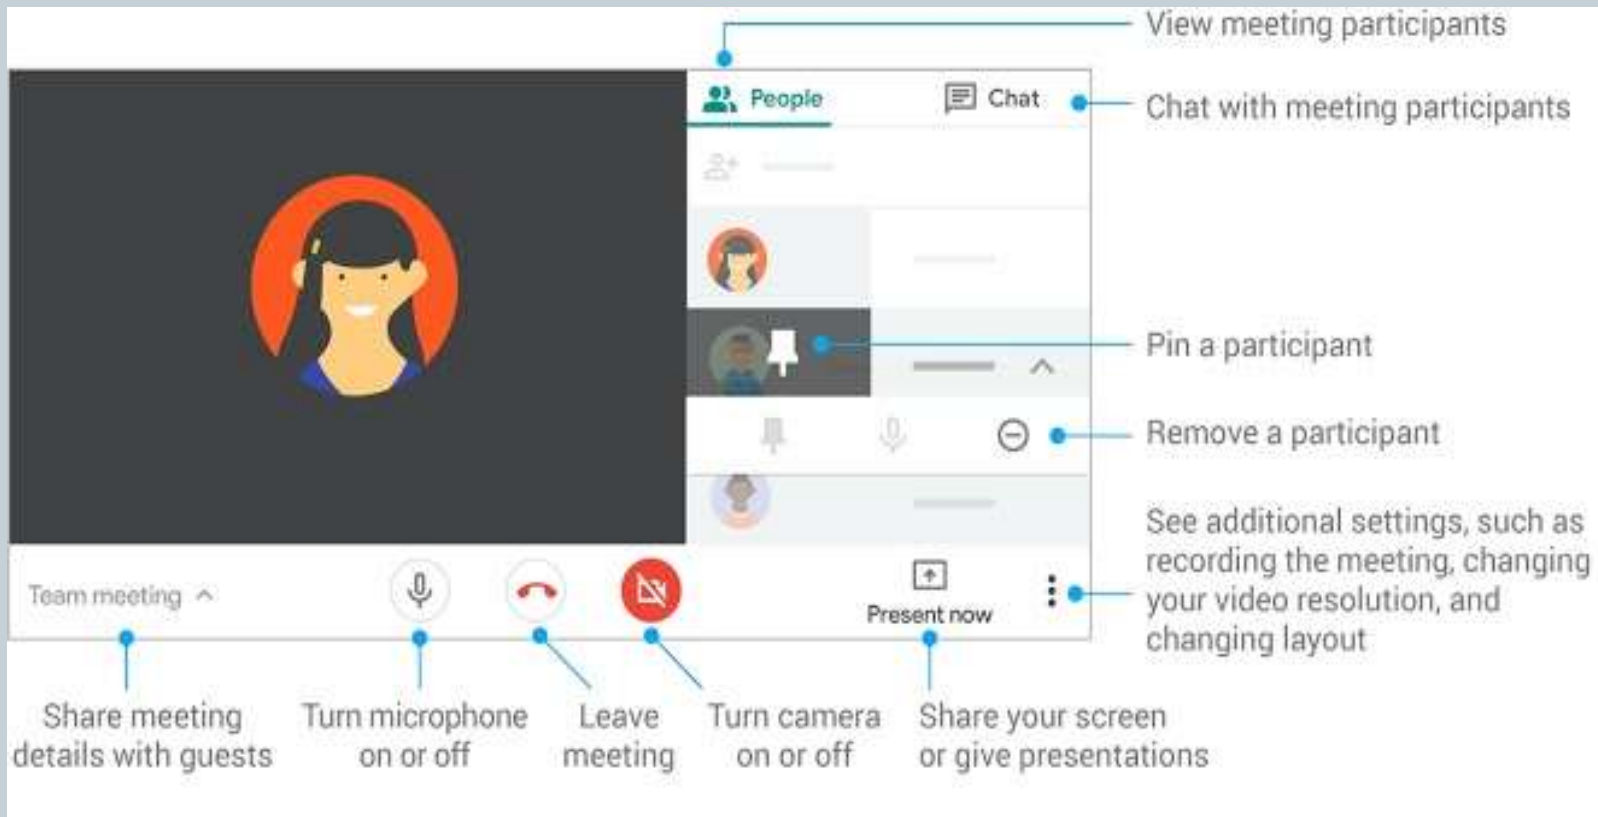 View meeting participants
People
Chat
Chat with meeting participants
Pin a participant
Remove a participant
See additional settings, such as
recording the meeting, changing
your video resolution, and
changing layout
Team meeting
Present now
Share meeting
details with guests
Turn microphone
on or off
Leave
meeting
Turn camera
on or off
Share your screen
or give presentations